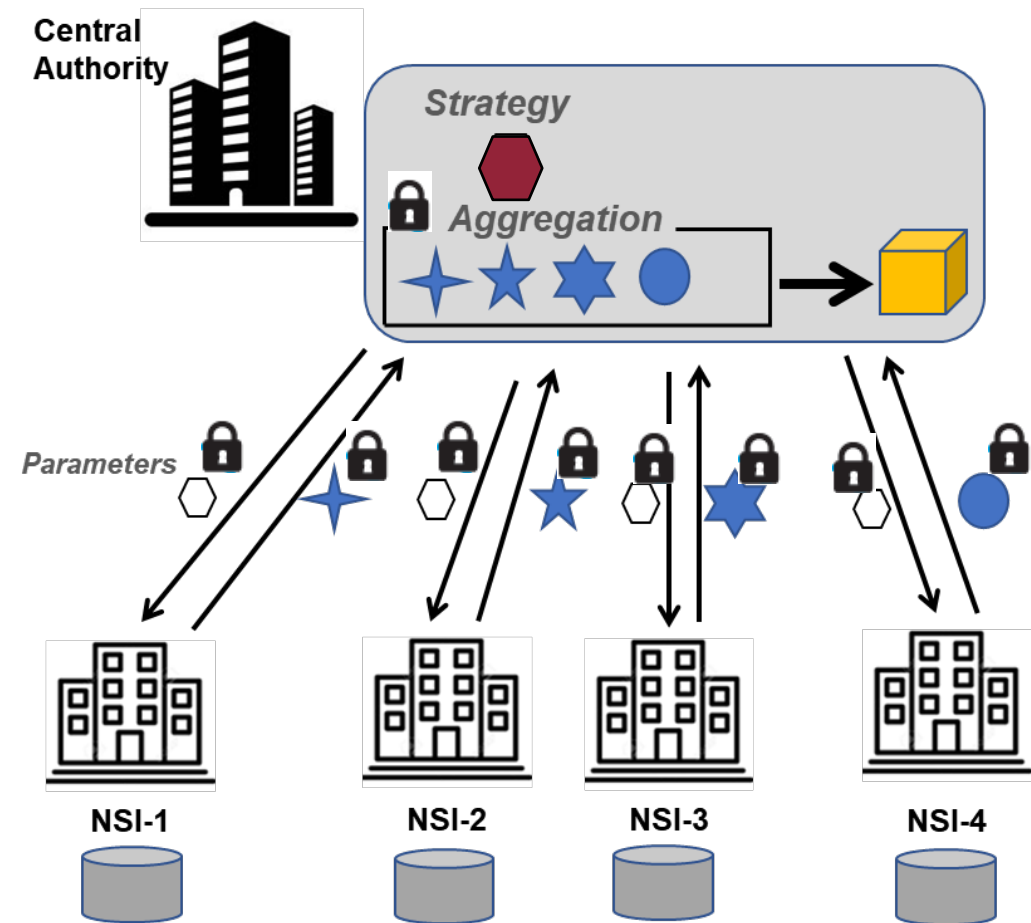 Central
Authority
Strategy
Aggregation
Parameters
NSI-1
NSI-2
NSI-3
NSI-4